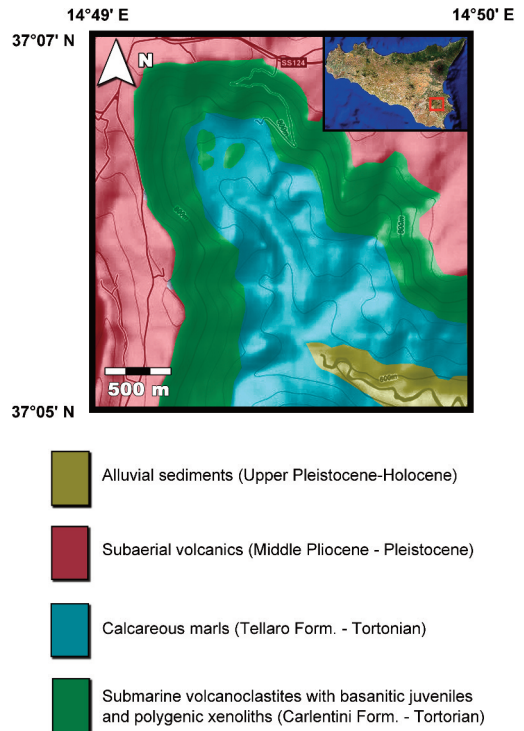 14°49' E
14°50' E
37°07' N
N
SS124
600m
37°05' N
500 m
Alluvial sediments (Upper Pleistocene-Holocene)
Subaerial volcanics (Middle Pliocene - Pleistocene)
Calcareous marls (Tellaro Form. - Tortonian)
Submarine volcanoclastites with basanitic juveniles
and polygenic xenoliths (Carlentini Form. - Tortorian)